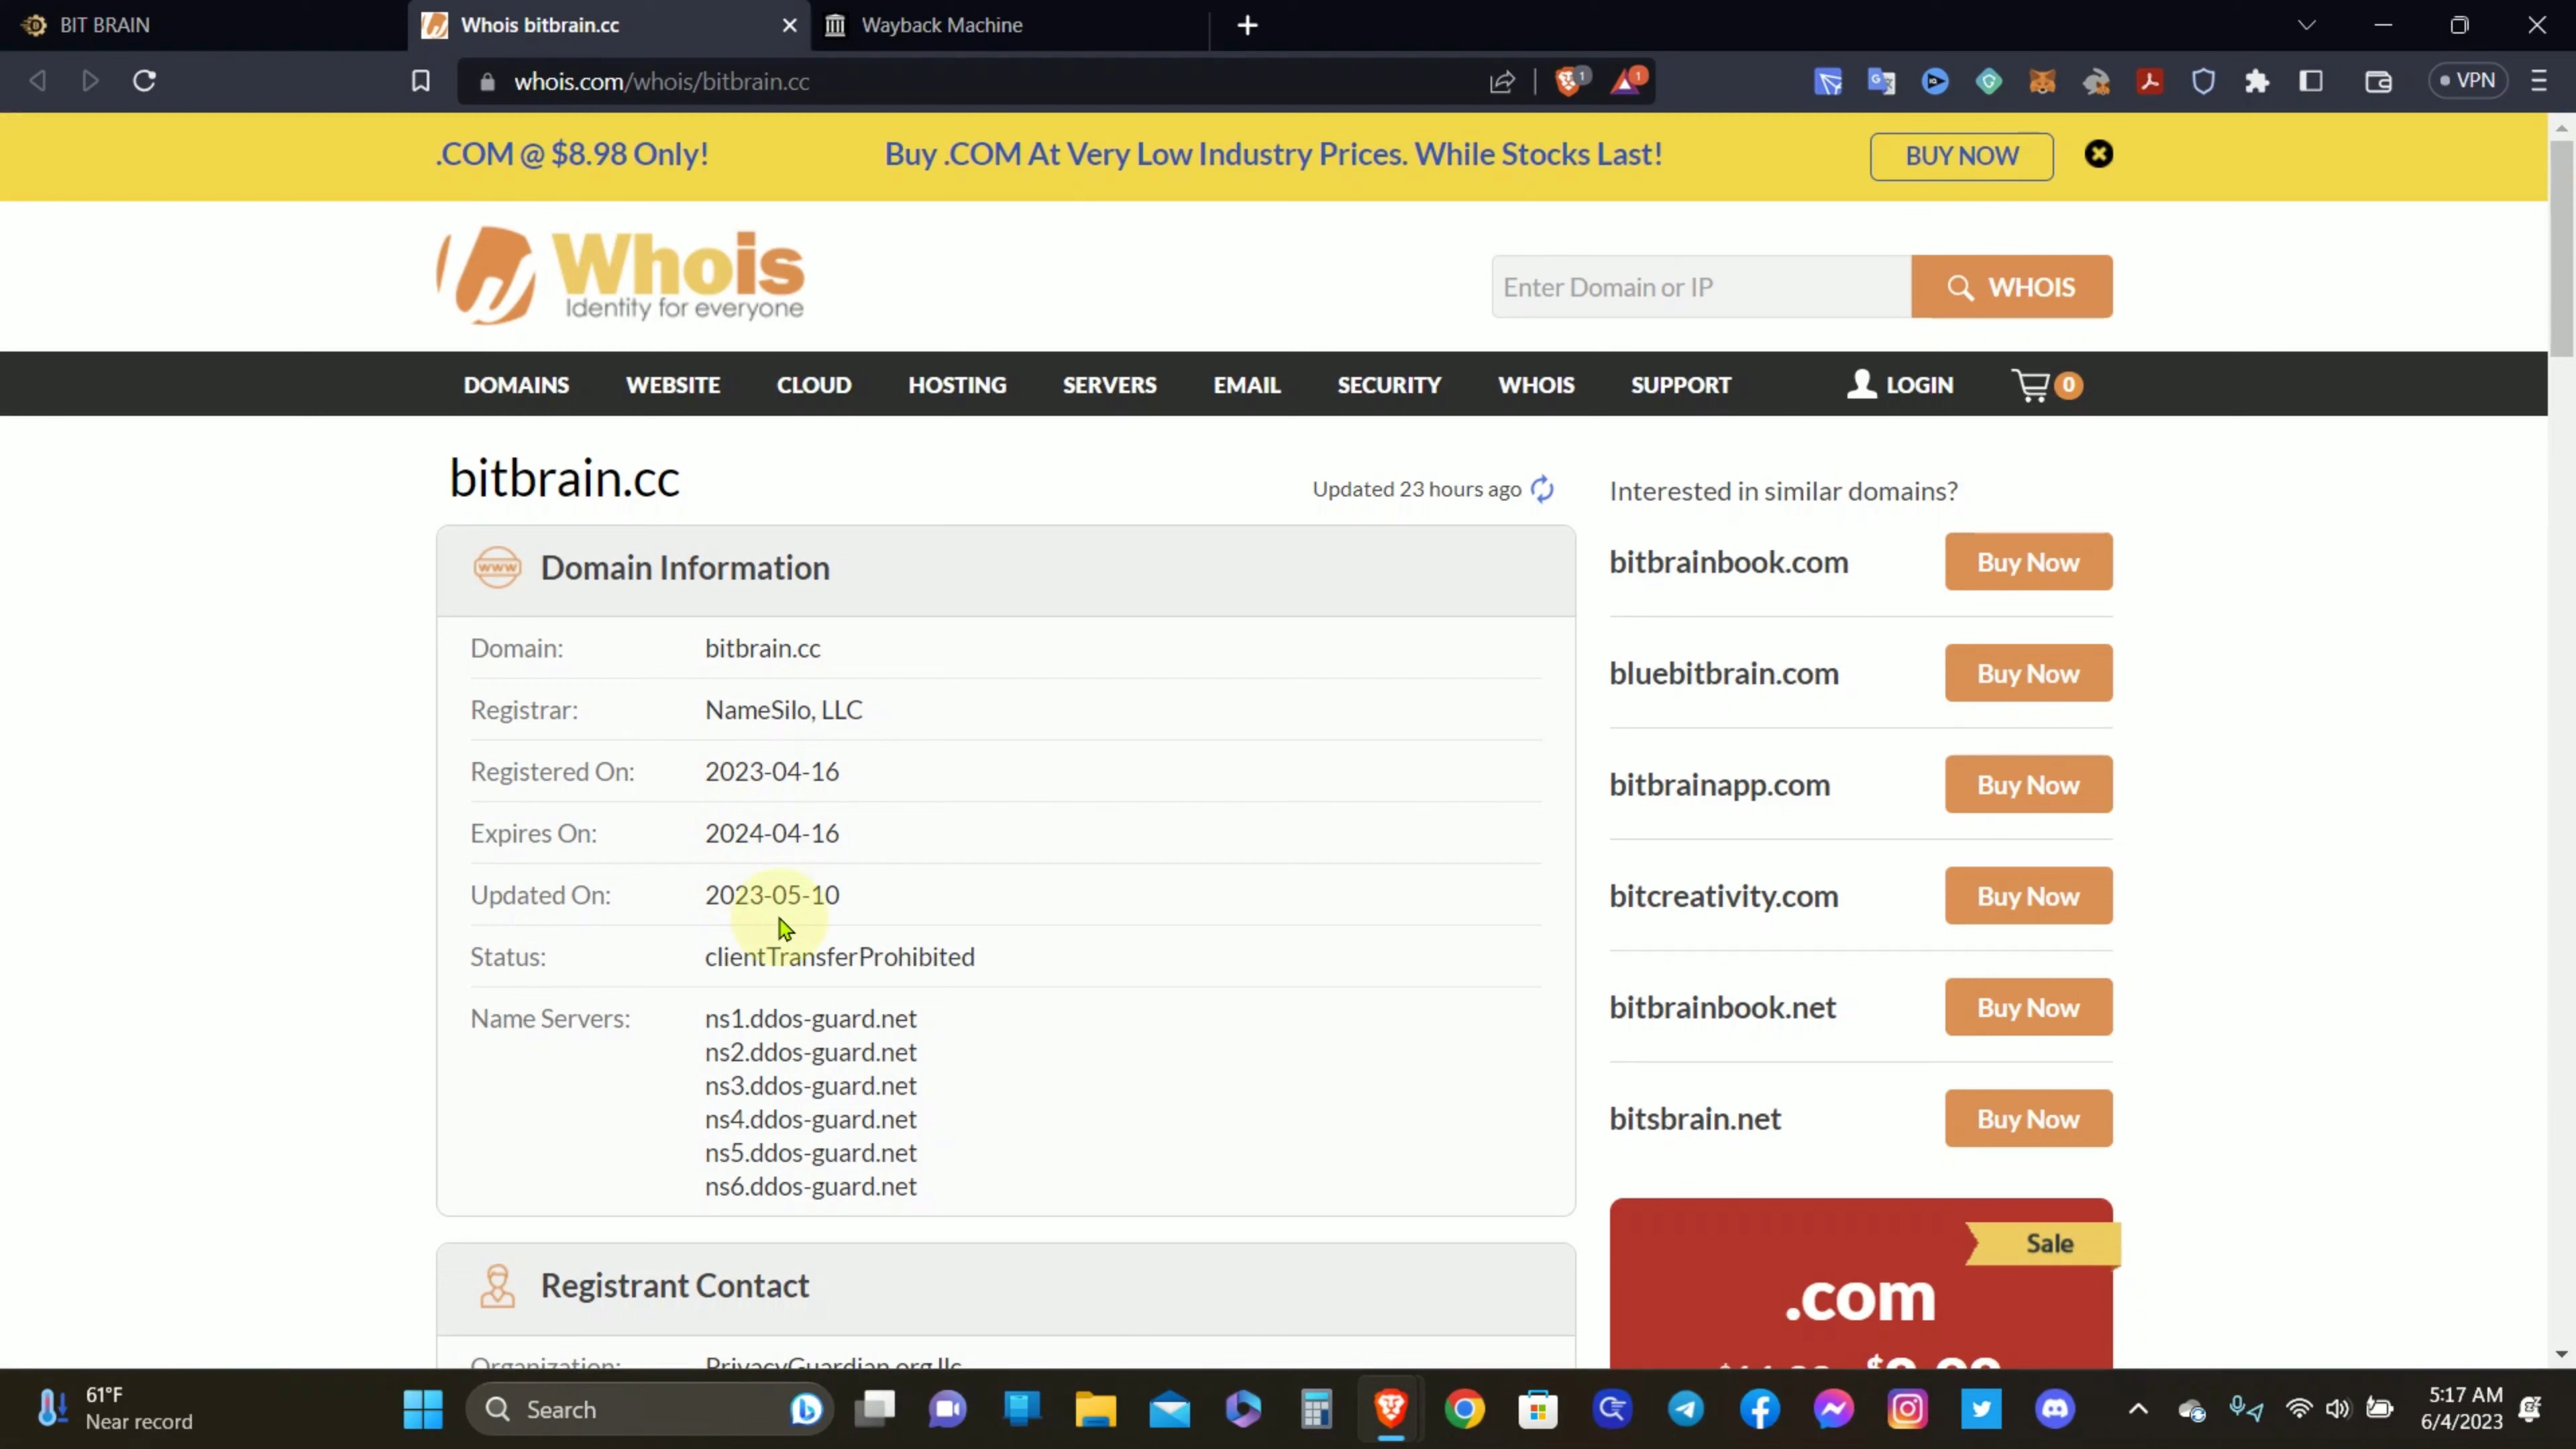 BIT BRAIN
Whois bitbrain.cc
Wayback Machine
whois.com/whois/bitbrain.cc
1
1
VPN
.COM @ $8.98 Only!
Buy .COM At Very Low Industry Prices. While Stocks Last!
BUY NOW
Whois
Identity for everyone
Enter Domain or IP
WHOIS
DOMAINS WEBSITE CLOUD HOSTING SERVERS EMAIL SECURITY WHOIS SUPPORT LOGIN 0
bitbrain.cc
Updated 23 hours ago
www
Domain Information
Domain: bitbrain.cc
Registrar: NameSilo, LLC
Registered On: 2023-04-16
Expires On: 2024-04-16
Updated On: 2023-05-10
Status: clientTransferProhibited
Name Servers: ns1.ddos-guard.net
ns2.ddos-guard.net
ns3.ddos-guard.net
ns4.ddos-guard.net
ns5.ddos-guard.net
ns6.ddos-guard.net
Registrant Contact
Organization: PrivacyGuardian.org llc
Interested in similar domains?
bitbrainbook.com Buy Now
bluebitbrain.com Buy Now
bitbrainapp.com Buy Now
bitcreativity.com Buy Now
bitbrainbook.net Buy Now
bitsbrain.net Buy Now
Sale
.com
61°F
Near record
Search
5:17 AM
6/4/2023